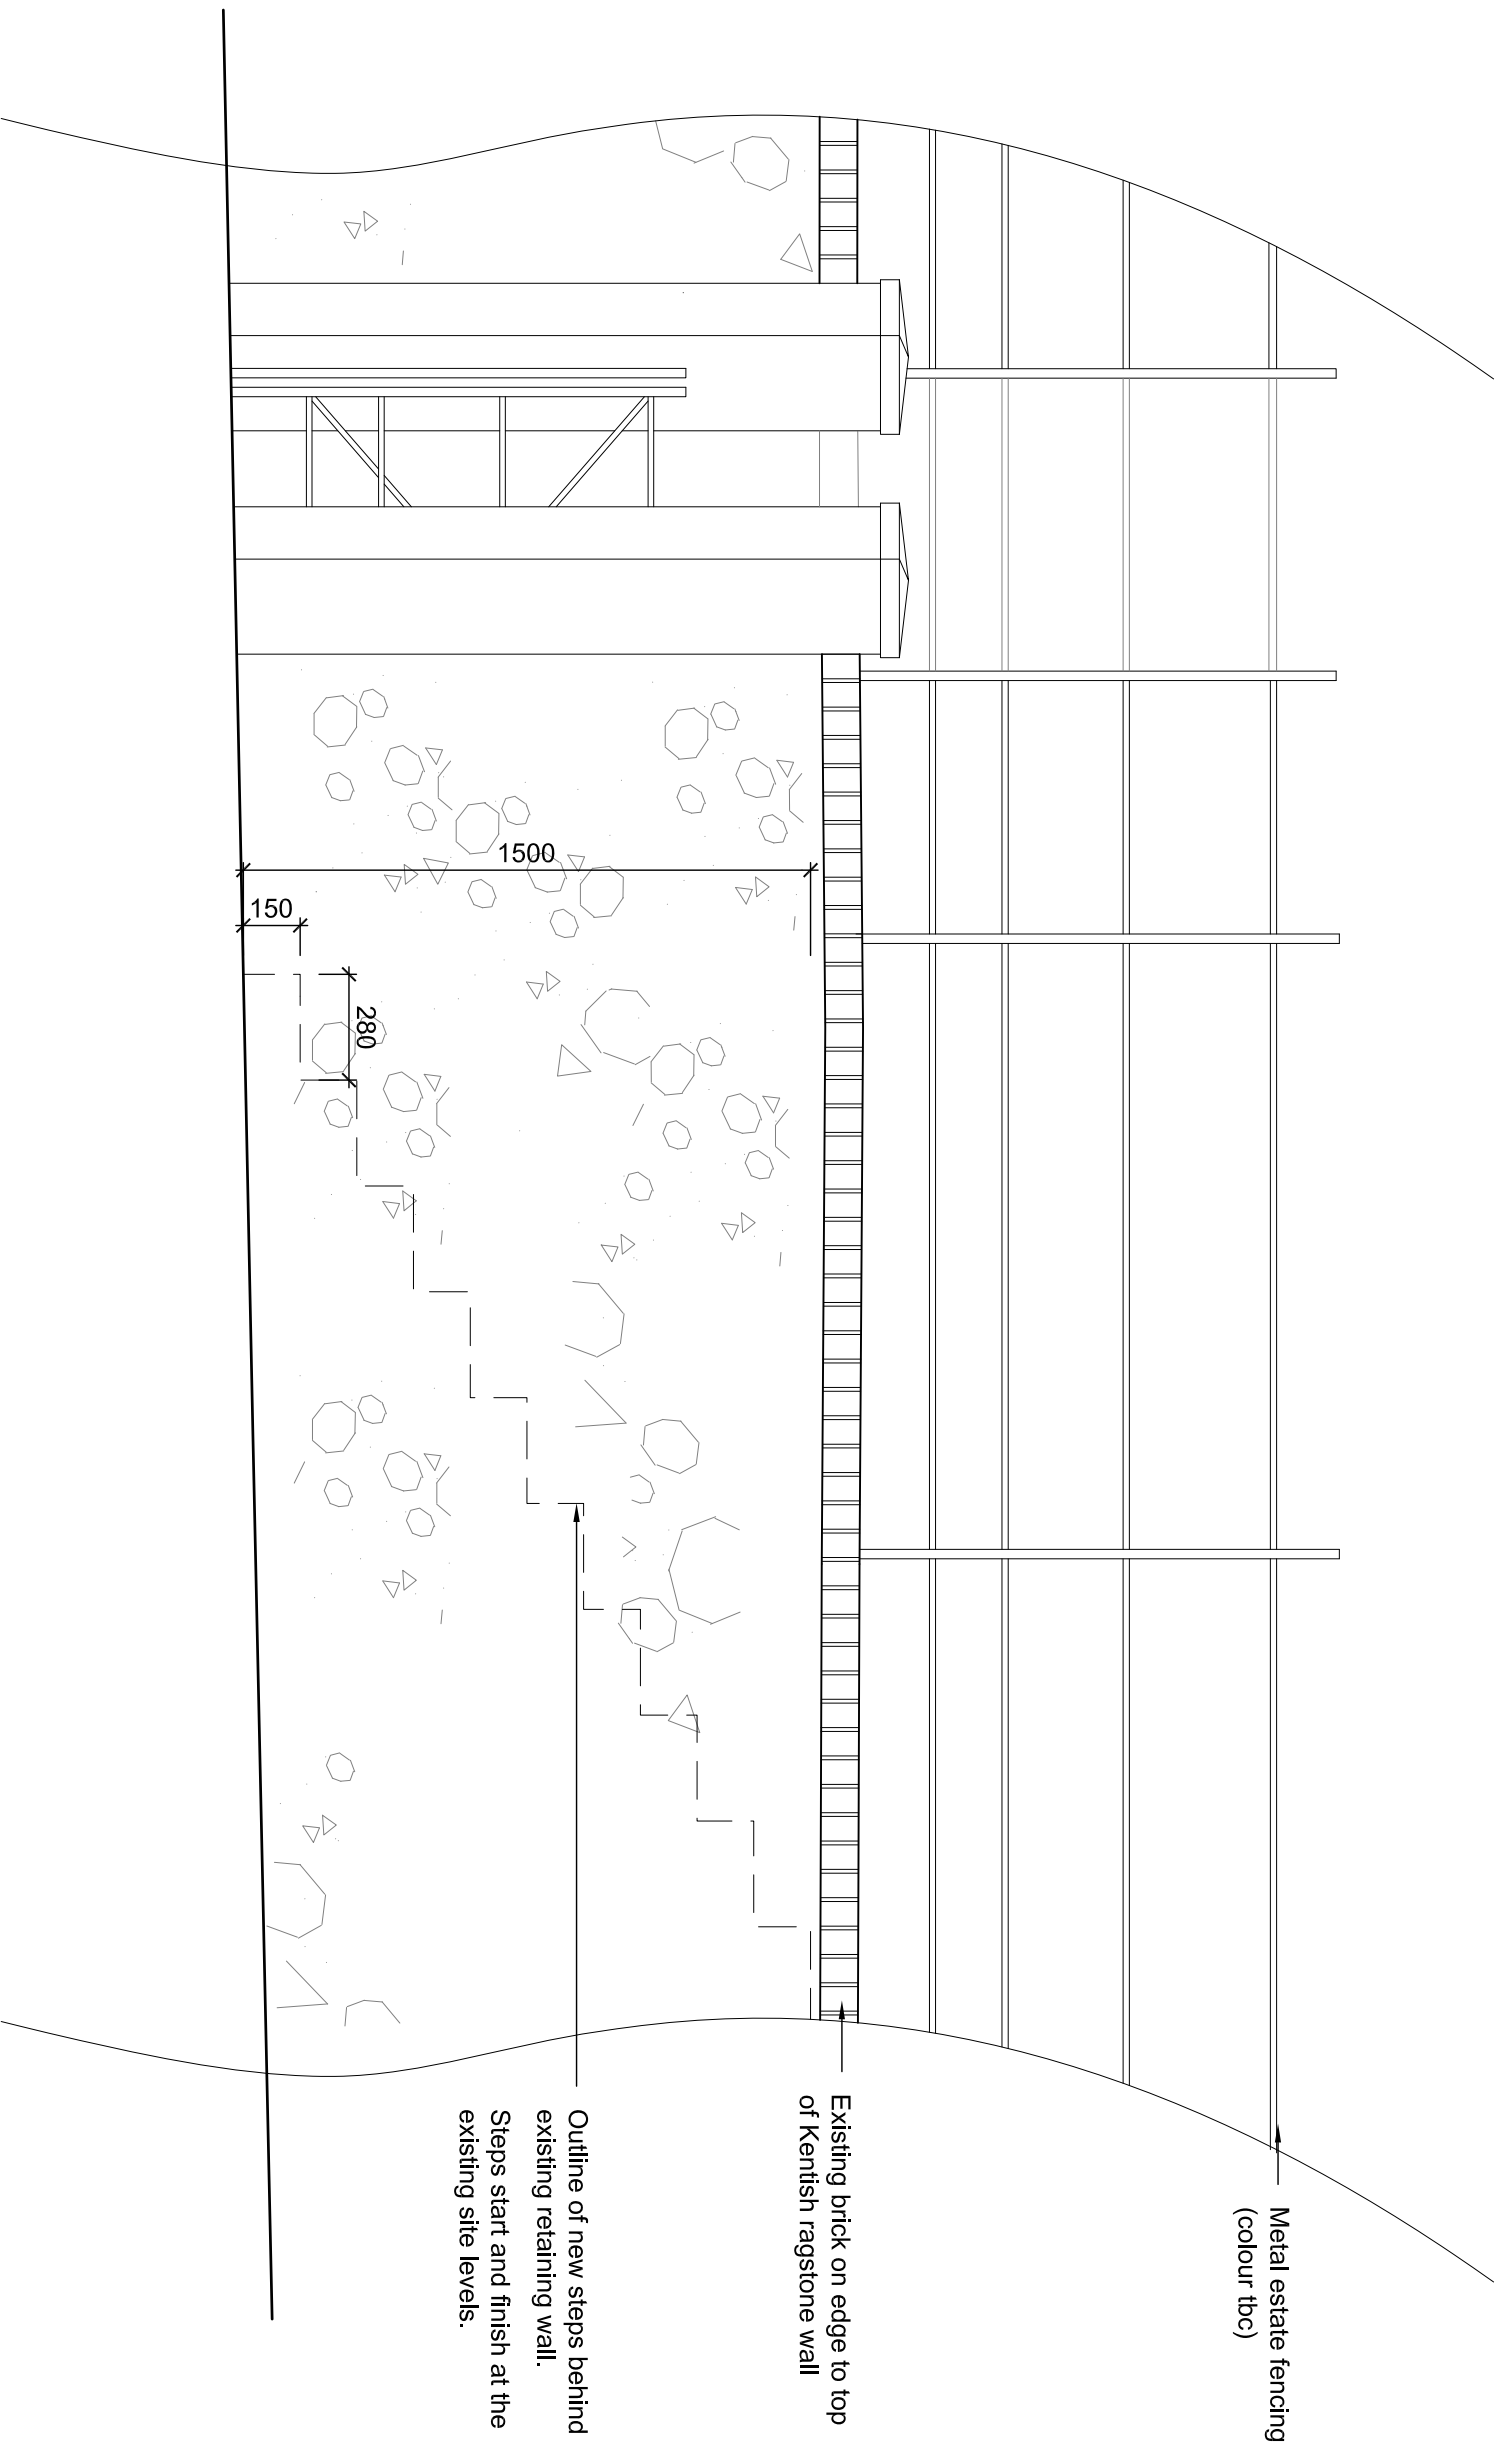 Metal estate fencing
(colour tbc)
Existing brick on edge to top
of Kentish ragstone wall
Outline of new steps behind
existing retaining wall.
Steps start and finish at the
existing site levels.
1500
150
280